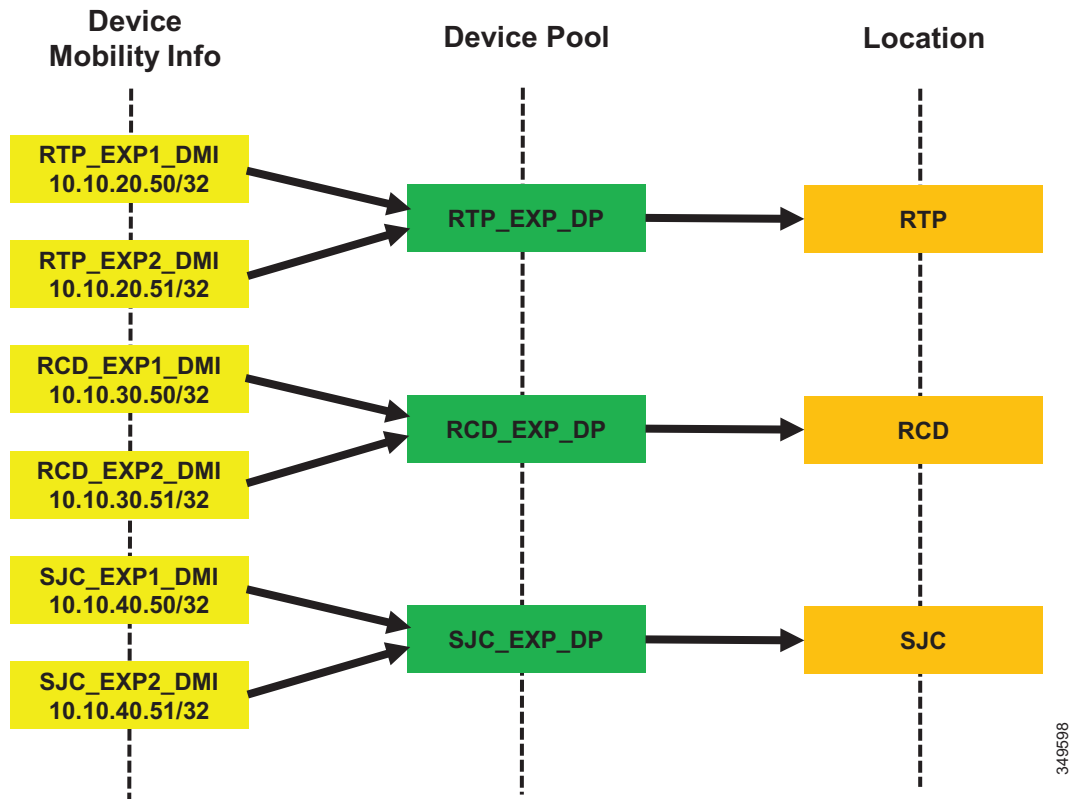 Device
Mobility Info
Device Pool
Location
RTP_EXP1_DMI
10.10.20.50/32
RTP_EXP2_DMI
10.10.20.51/32
RTP_EXP_DP
RTP
RCD_EXP1_DMI
10.10.30.50/32
RCD_EXP2_DMI
10.10.30.51/32
RCD_EXP_DP
RCD
SJC_EXP1_DMI
10.10.40.50/32
SJC_EXP2_DMI
10.10.40.51/32
SJC_EXP_DP
SJC
349598